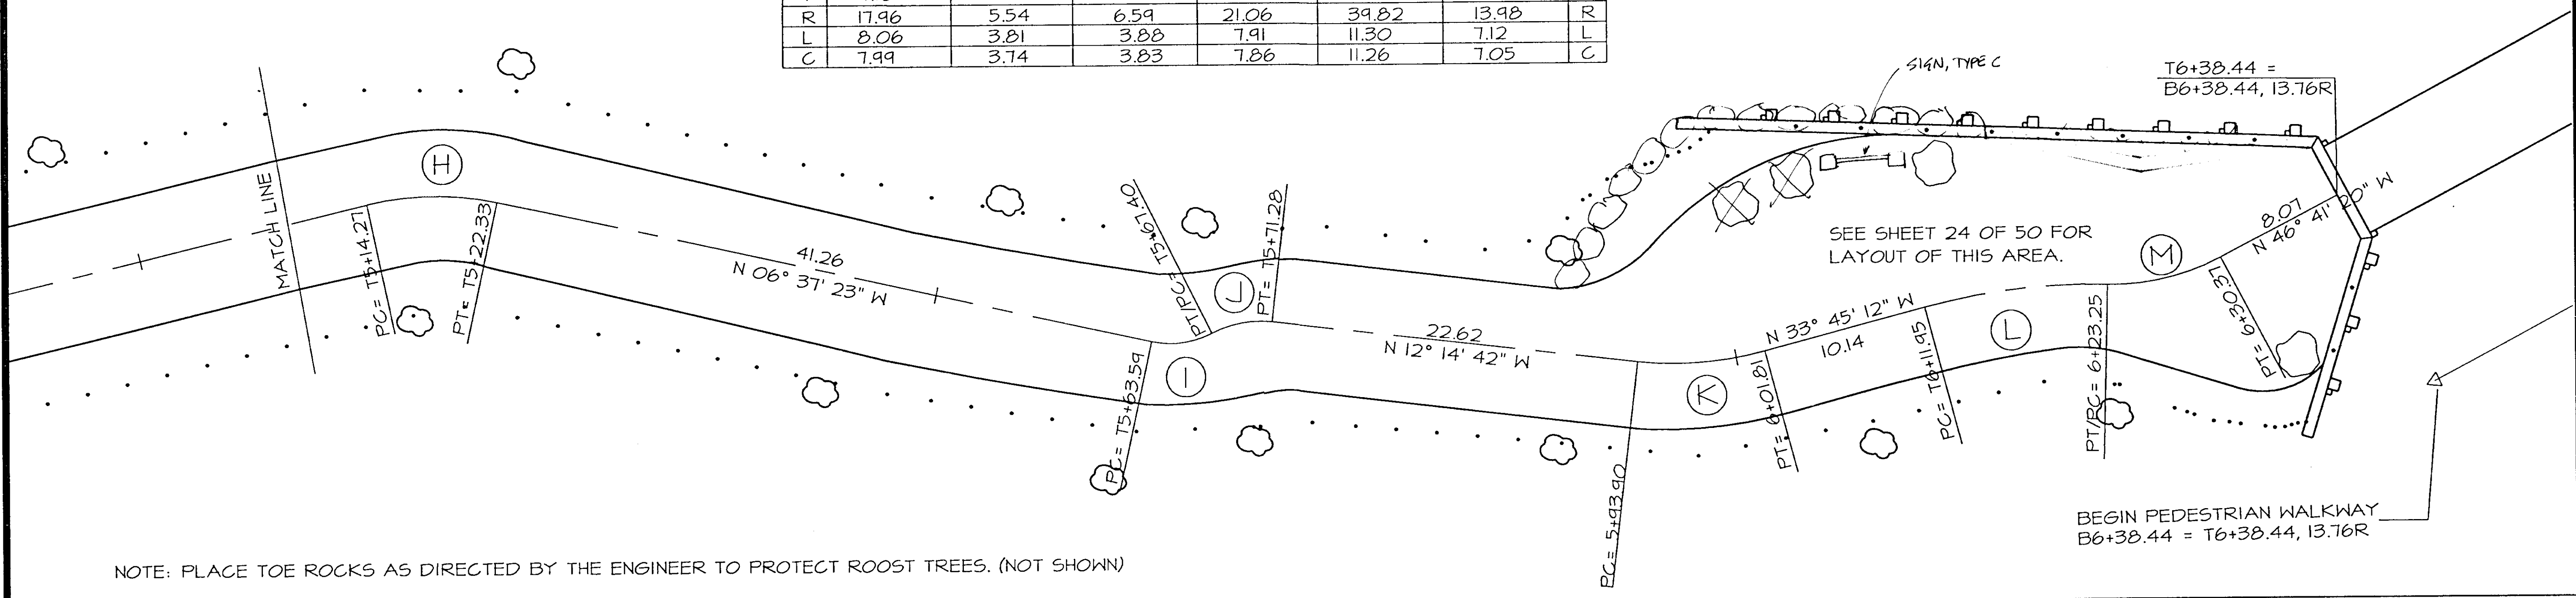 R 17.96 5.54 6.59 21.06 39.82 13.98 R
L 8.06 3.81 3.88 7.91 11.30 7.12 L
C 7.99 3.74 3.83 7.86 11.26 7.05 C
SIGN, TYPE C
T6+38.44 =
B6+38.44, 13.76R
MATCH LINE
H
PC= T5+14.27
PT= T5+22.33
41.26
N 06° 37' 23" W
PC= T5+63.59
I
PT/PC= T5+67.40
J
PT= T5+71.28
22.62
N 12° 14' 42" W
PC= 5+93.90
K
PT= 6+01.81
N 33° 45' 12" W
10.14
PC= T6+11.95
L
PT/PC= 6+23.25
SEE SHEET 24 OF 50 FOR
LAYOUT OF THIS AREA.
M
PT= 6+30.37
8.07
N 46° 41' 20" W
BEGIN PEDESTRIAN WALKWAY
B6+38.44 = T6+38.44, 13.76R
NOTE: PLACE TOE ROCKS AS DIRECTED BY THE ENGINEER TO PROTECT ROOST TREES. (NOT SHOWN)